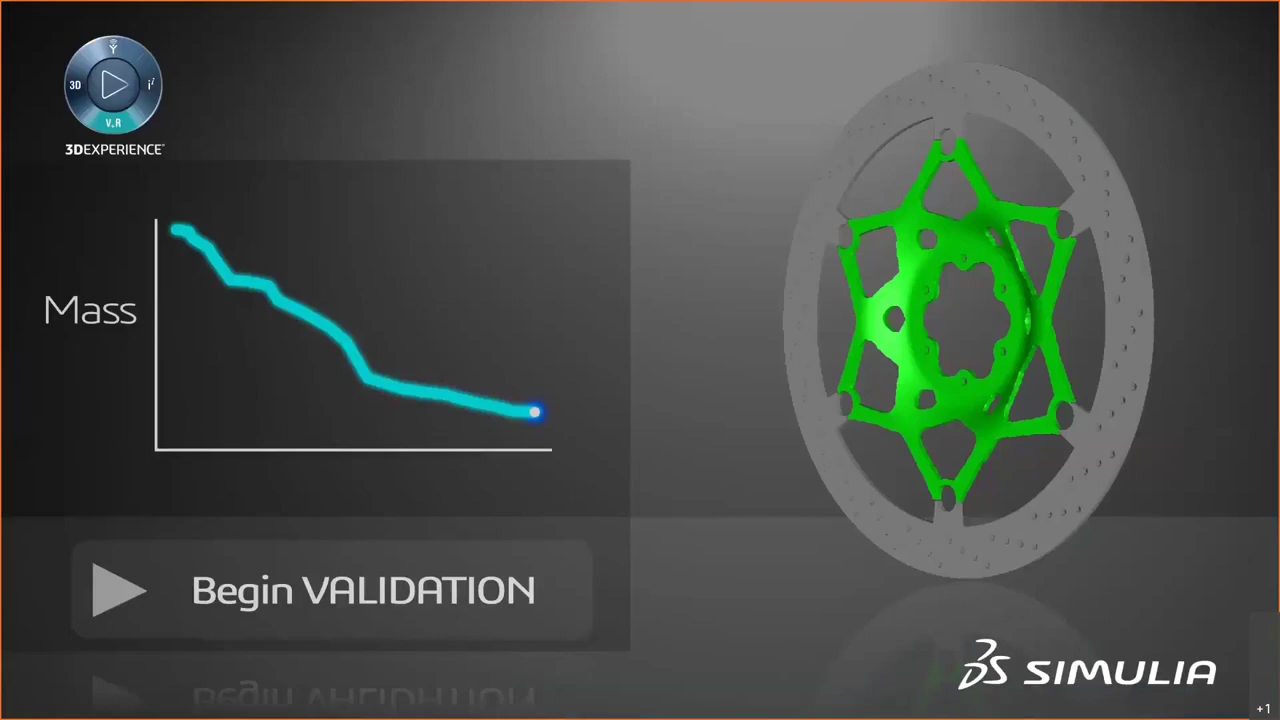 3D
V.R
3DEXPERIENCE
Mass
Begin VALIDATION
SIMULIA
+1